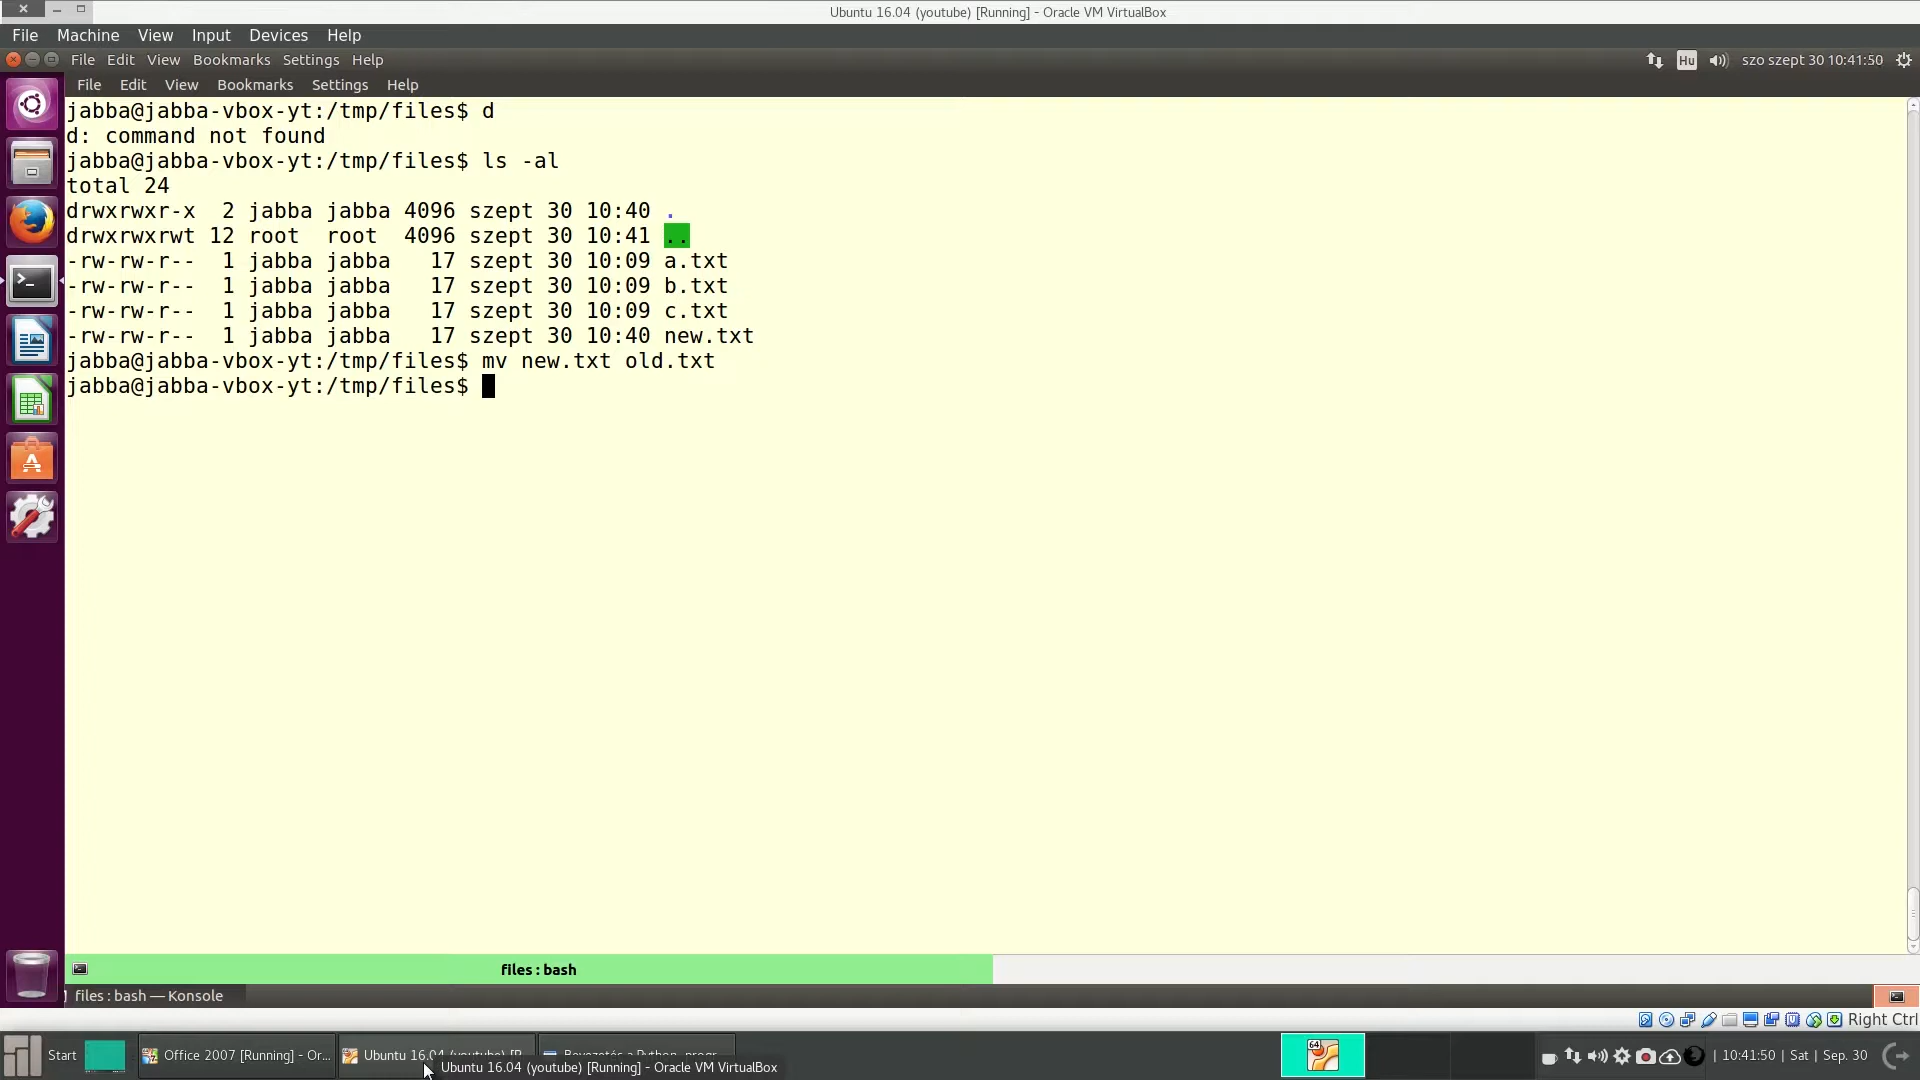 Ubuntu 16.04 (youtube) [Running] - Oracle VM VirtualBox
File Machine View Input Devices Help
File Edit View Bookmarks Settings Help
Hu szo szept 30 10:41:50
File Edit View Bookmarks Settings Help
jabba@jabba-vbox-yt:/tmp/files$ d
d: command not found
jabba@jabba-vbox-yt:/tmp/files$ ls -al
total 24
drwxrwxr-x  2 jabba jabba 4096 szept 30 10:40 .
drwxrwxrwt 12 root  root  4096 szept 30 10:41 ..
-rw-rw-r--  1 jabba jabba   17 szept 30 10:09 a.txt
-rw-rw-r--  1 jabba jabba   17 szept 30 10:09 b.txt
-rw-rw-r--  1 jabba jabba   17 szept 30 10:09 c.txt
-rw-rw-r--  1 jabba jabba   17 szept 30 10:40 new.txt
jabba@jabba-vbox-yt:/tmp/files$ mv new.txt old.txt
jabba@jabba-vbox-yt:/tmp/files$
files : bash
files : bash — Konsole
Right Ctrl
Start
Office 2007 [Running] - Or...
Ubuntu 16.04 (youtube) [R
64
| 10:41:50 | Sat | Sep. 30
Ubuntu 16.04 (youtube) [Running] - Oracle VM VirtualBox